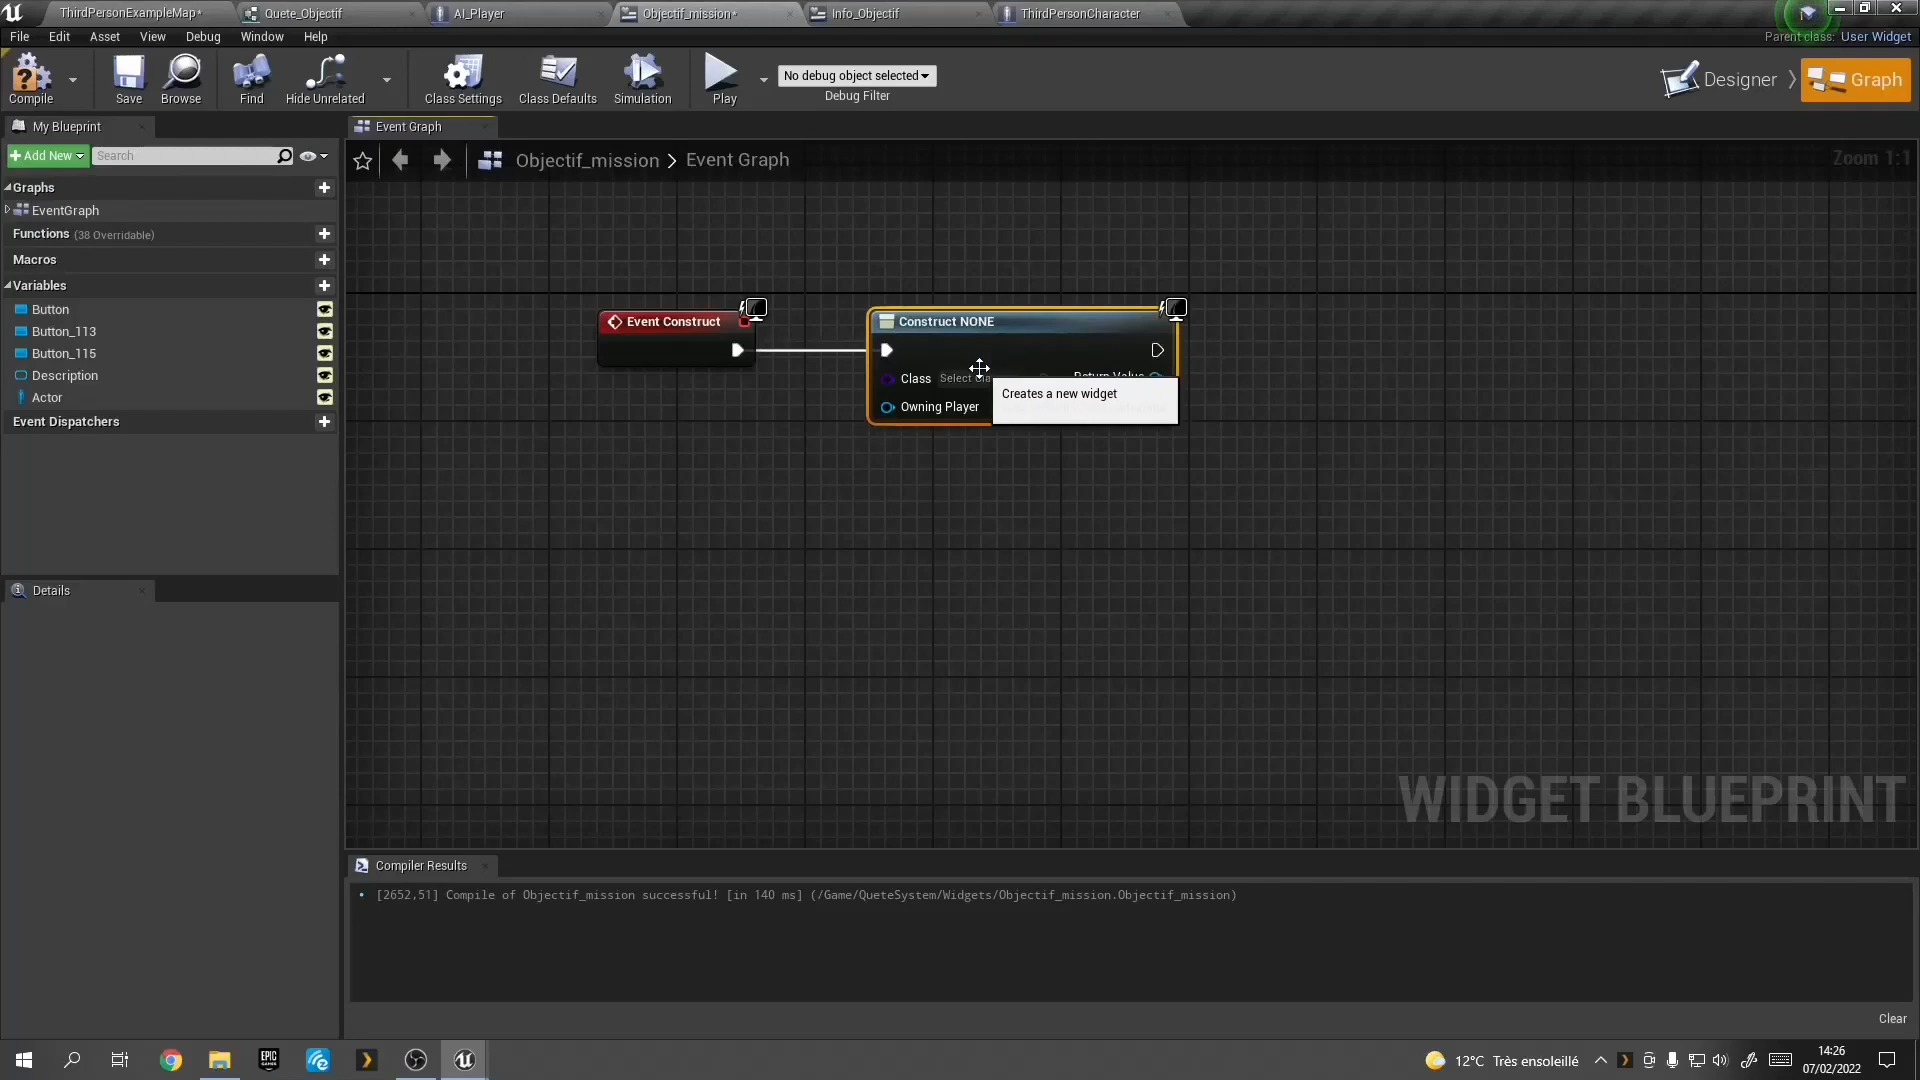 ThirdPersonExampleMap*
Quete_Objectif
AI_Player
Objectif_mission*
Info_Objectif
ThirdPersonCharacter
File Edit Asset View Debug Window Help
Parent class: User Widget
Compile
Save
Browse
Find
Hide Unrelated
Class Settings
Class Defaults
Simulation
Play
No debug object selected
Debug Filter
Designer
Graph
My Blueprint
Event Graph
Add New
Search
Objectif_mission > Event Graph
Zoom 1:1
Graphs
EventGraph
Functions (38 Overridable)
Macros
Variables
Button
Button_113
Button_115
Description
Actor
Event Dispatchers
Event Construct
Construct NONE
Class
Return Value
Owning Player
Creates a new widget
Details
WIDGET BLUEPRINT
Compiler Results
[2652,51] Compile of Objectif_mission successful! [in 140 ms] (/Game/QueteSystem/Widgets/Objectif_mission.Objectif_mission)
Clear
EPIC GAMES
12°C Très ensoleillé
14:26
07/02/2022